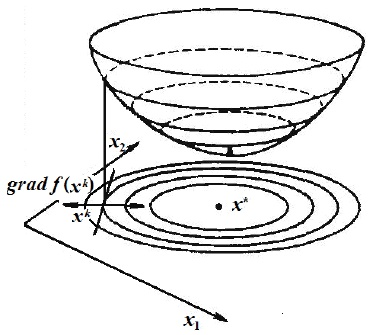 x₂
grad f(xᵏ)
xᵏ
x*
x₁